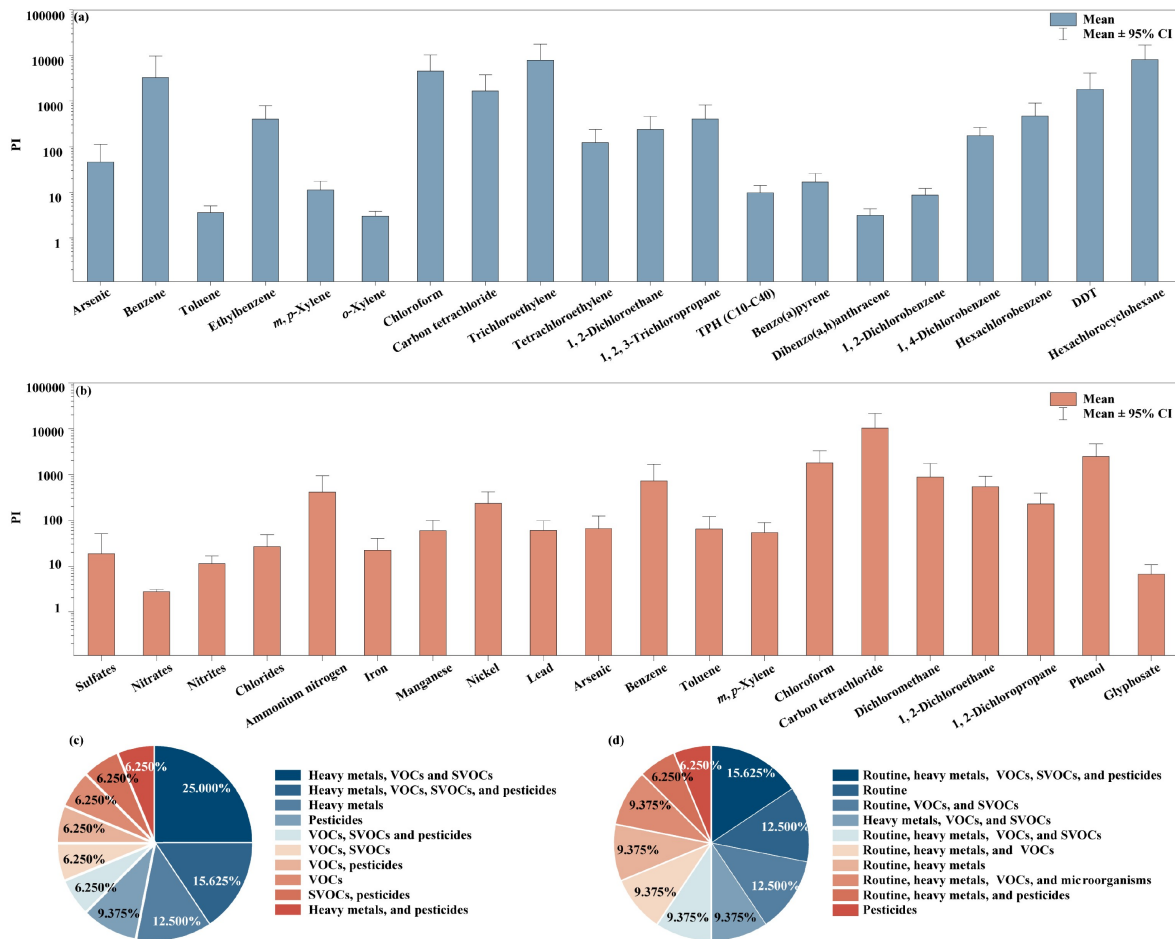 (a)
Mean
Mean ± 95% CI
100000
10000
1000
100
10
1
PI
Arsenic
Benzene
Toluene
Ethylbenzene
m, p-Xylene
o-Xylene
Chloroform
Carbon tetrachloride
Trichloroethylene
Tetrachloroethylene
1, 2-Dichloroethane
1, 2, 3-Trichloropropane
TPH (C10-C40)
Benzo(a)pyrene
Dibenzo(a,h)anthracene
1, 2-Dichlorobenzene
1, 4-Dichlorobenzene
Hexachlorobenzene
DDT
Hexachlorocyclohexane
(b)
Mean
Mean ± 95% CI
100000
10000
1000
100
10
1
PI
Sulfates
Nitrates
Nitrites
Chlorides
Ammonium nitrogen
Iron
Manganese
Nickel
Lead
Arsenic
Benzene
Toluene
m, p-Xylene
Chloroform
Carbon tetrachloride
Dichloromethane
1, 2-Dichloroethane
1, 2-Dichloropropane
Phenol
Glyphosate
(c)
25.000%
15.625%
12.500%
9.375%
6.250%
6.250%
6.250%
6.250%
6.250%
6.250%
Heavy metals, VOCs and SVOCs
Heavy metals, VOCs, SVOCs, and pesticides
Heavy metals
Pesticides
VOCs, SVOCs and pesticides
VOCs, SVOCs
VOCs, pesticides
VOCs
SVOCs, pesticides
Heavy metals, and pesticides
(d)
15.625%
12.500%
12.500%
9.375%
9.375%
9.375%
9.375%
9.375%
6.250%
6.250%
Routine, heavy metals, VOCs, SVOCs, and pesticides
Routine
Routine, VOCs, and SVOCs
Heavy metals, VOCs, and SVOCs
Routine, heavy metals, VOCs, and SVOCs
Routine, heavy metals, and VOCs
Routine, heavy metals
Routine, heavy metals, VOCs, and microorganisms
Routine, heavy metals, and pesticides
Pesticides